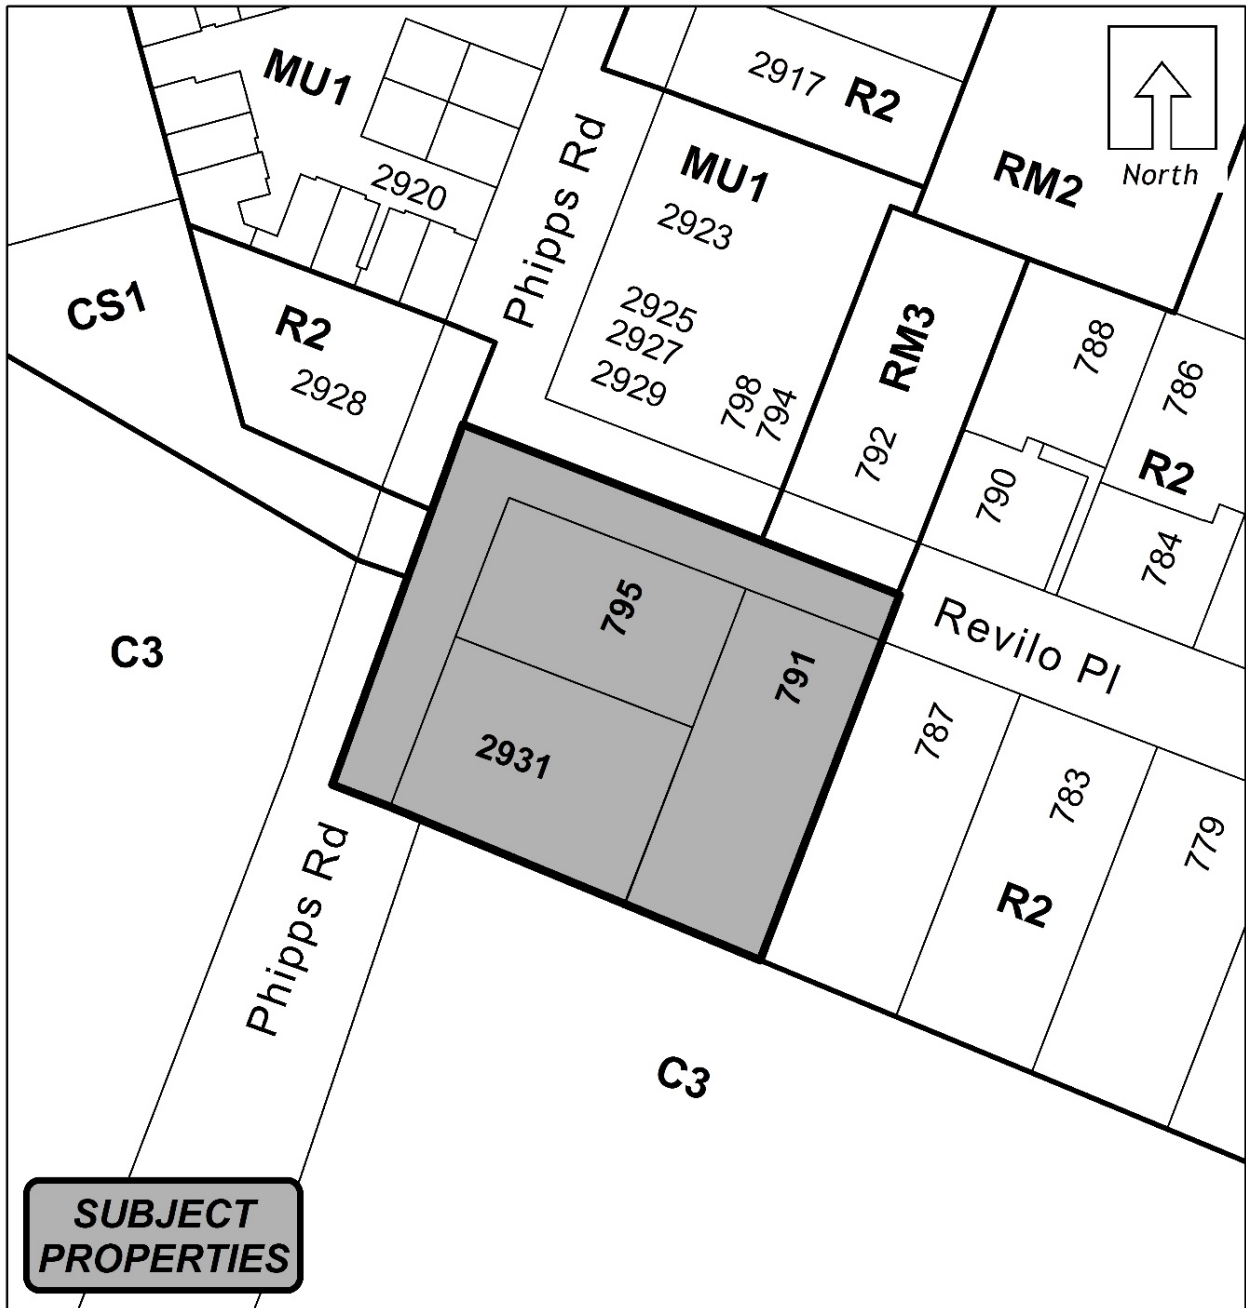 MU1
2917
R2
North
Phipps Rd
MU1
RM2
2920
2923
CS1
R2
2925
2927
2929
2928
798
794
RM3
792
788
786
R2
790
784
795
791
2931
C3
Revilo Pl
787
783
779
R2
Phipps Rd
C3
SUBJECT
PROPERTIES